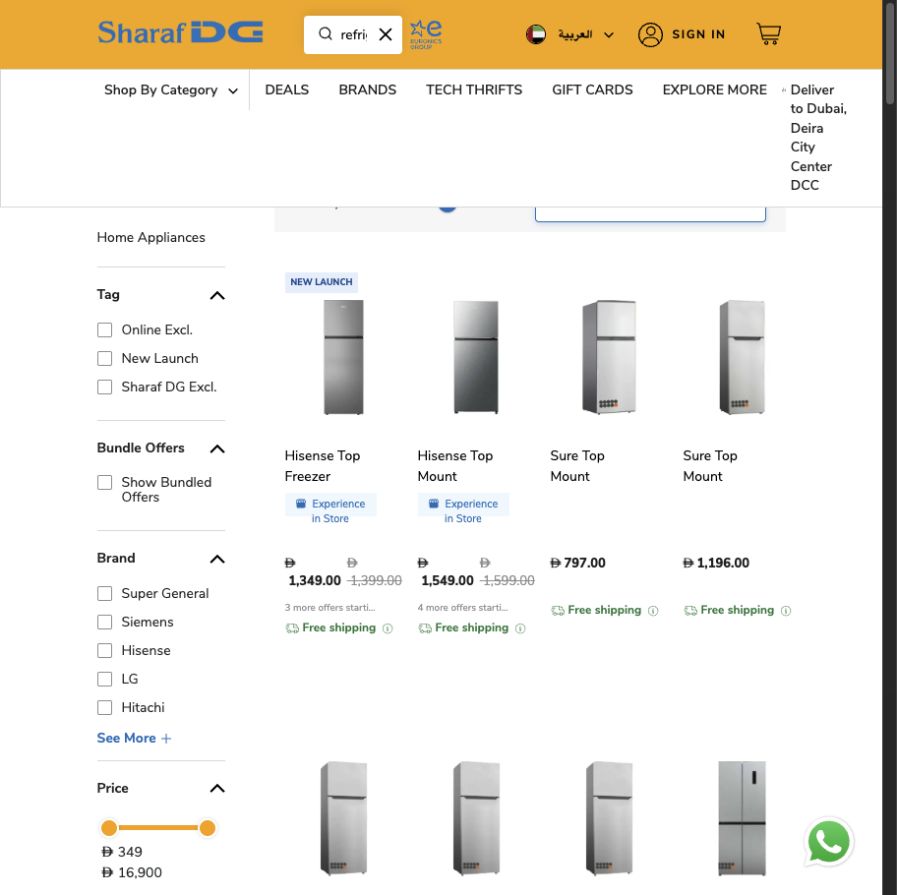 Sharaf DG
refri
e
EURONICS
GROUP
العربية
SIGN IN
Shop By Category
DEALS
BRANDS
TECH THRIFTS
GIFT CARDS
EXPLORE MORE
Deliver
to Dubai,
Deira
City
Center
DCC
Home Appliances
Tag
Online Excl.
New Launch
Sharaf DG Excl.
Bundle Offers
Show Bundled
Offers
Brand
Super General
Siemens
Hisense
LG
Hitachi
See More +
Price
349
16,900
NEW LAUNCH
Hisense Top
Freezer
Experience
in Store
1,349.00 1,399.00
3 more offers starti...
Free shipping
Hisense Top
Mount
Experience
in Store
1,549.00 1,599.00
4 more offers starti...
Free shipping
Sure Top
Mount
797.00
Free shipping
Sure Top
Mount
1,196.00
Free shipping